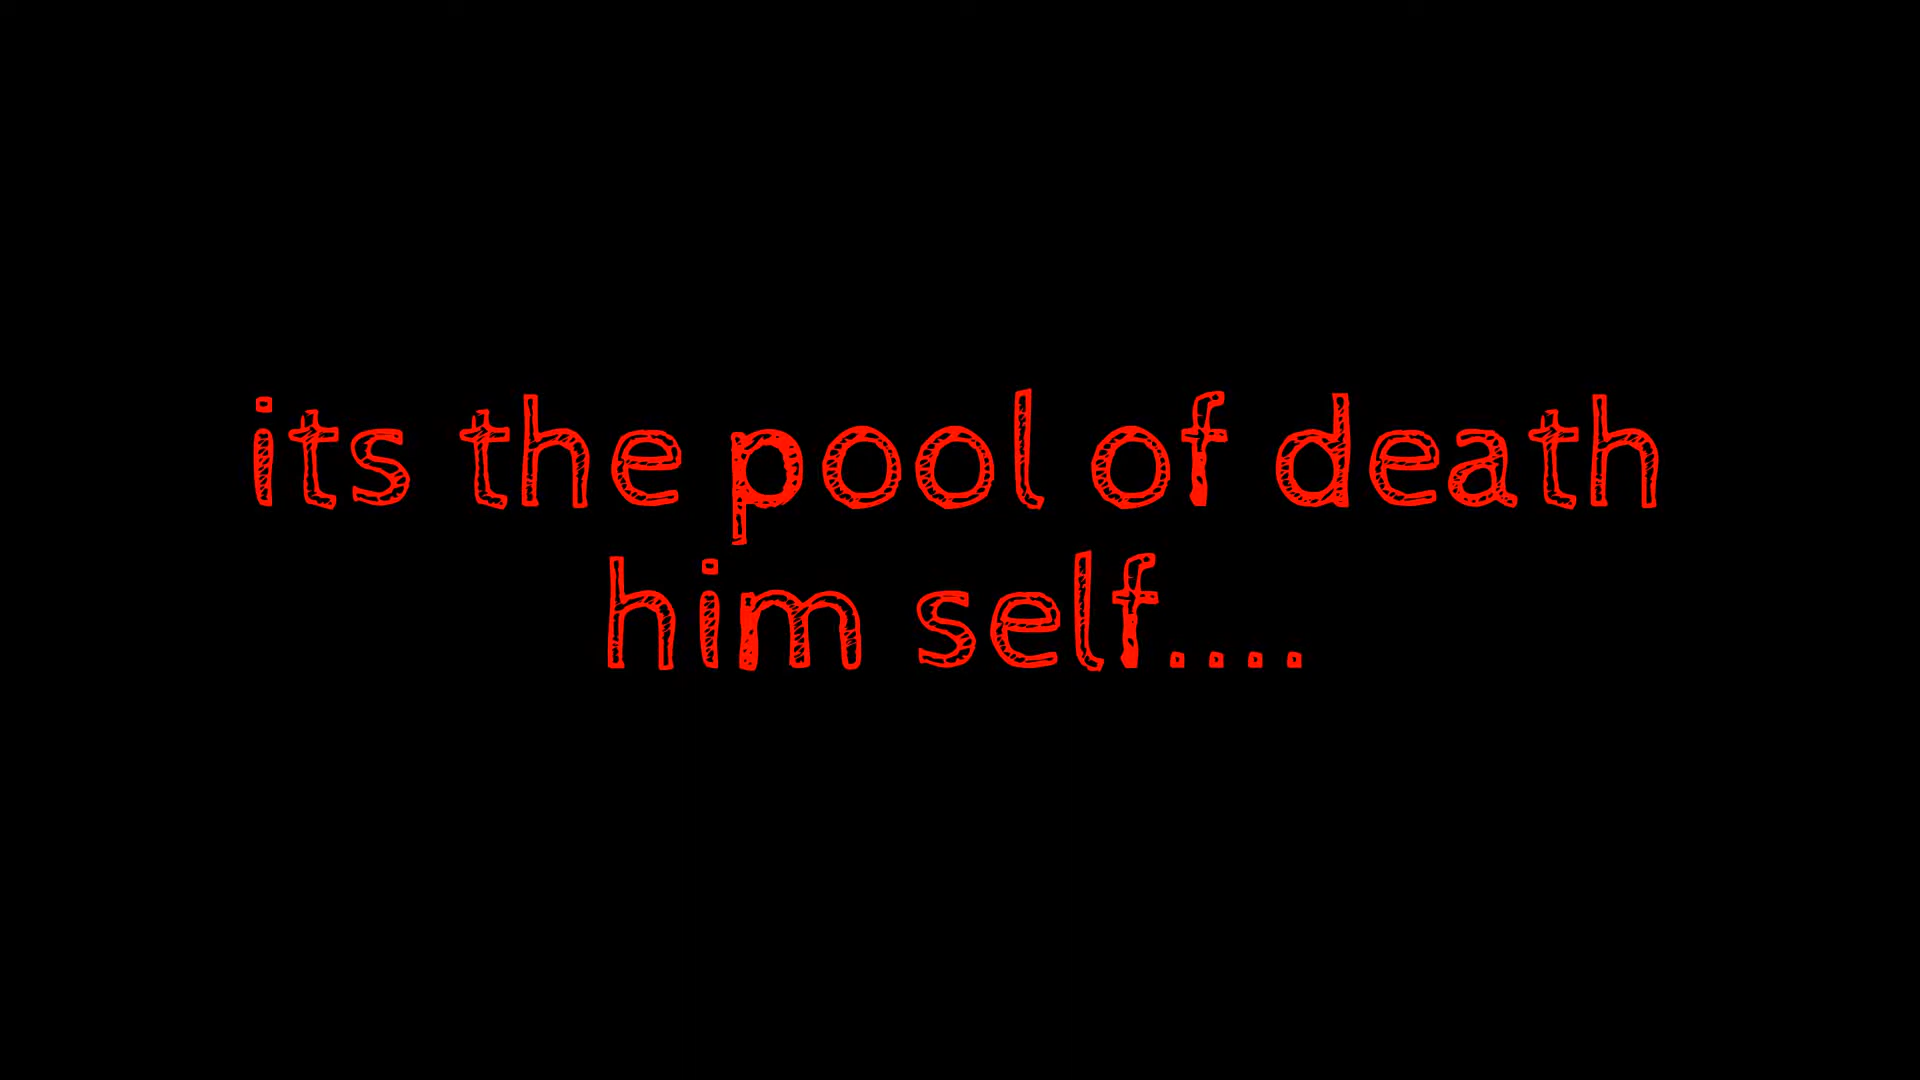 its the pool of death
him self....